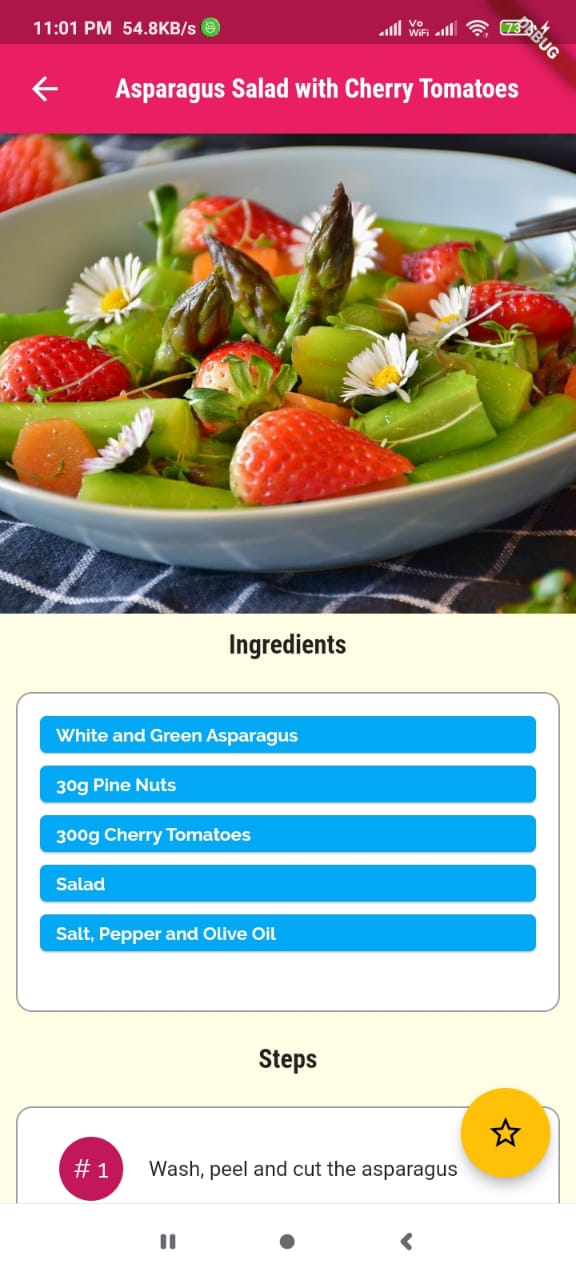 11:01 PM 54.8KB/s Vo WiFi 73
DEBUG
Asparagus Salad with Cherry Tomatoes
Ingredients
White and Green Asparagus
30g Pine Nuts
300g Cherry Tomatoes
Salad
Salt, Pepper and Olive Oil
Steps
# 1 Wash, peel and cut the asparagus